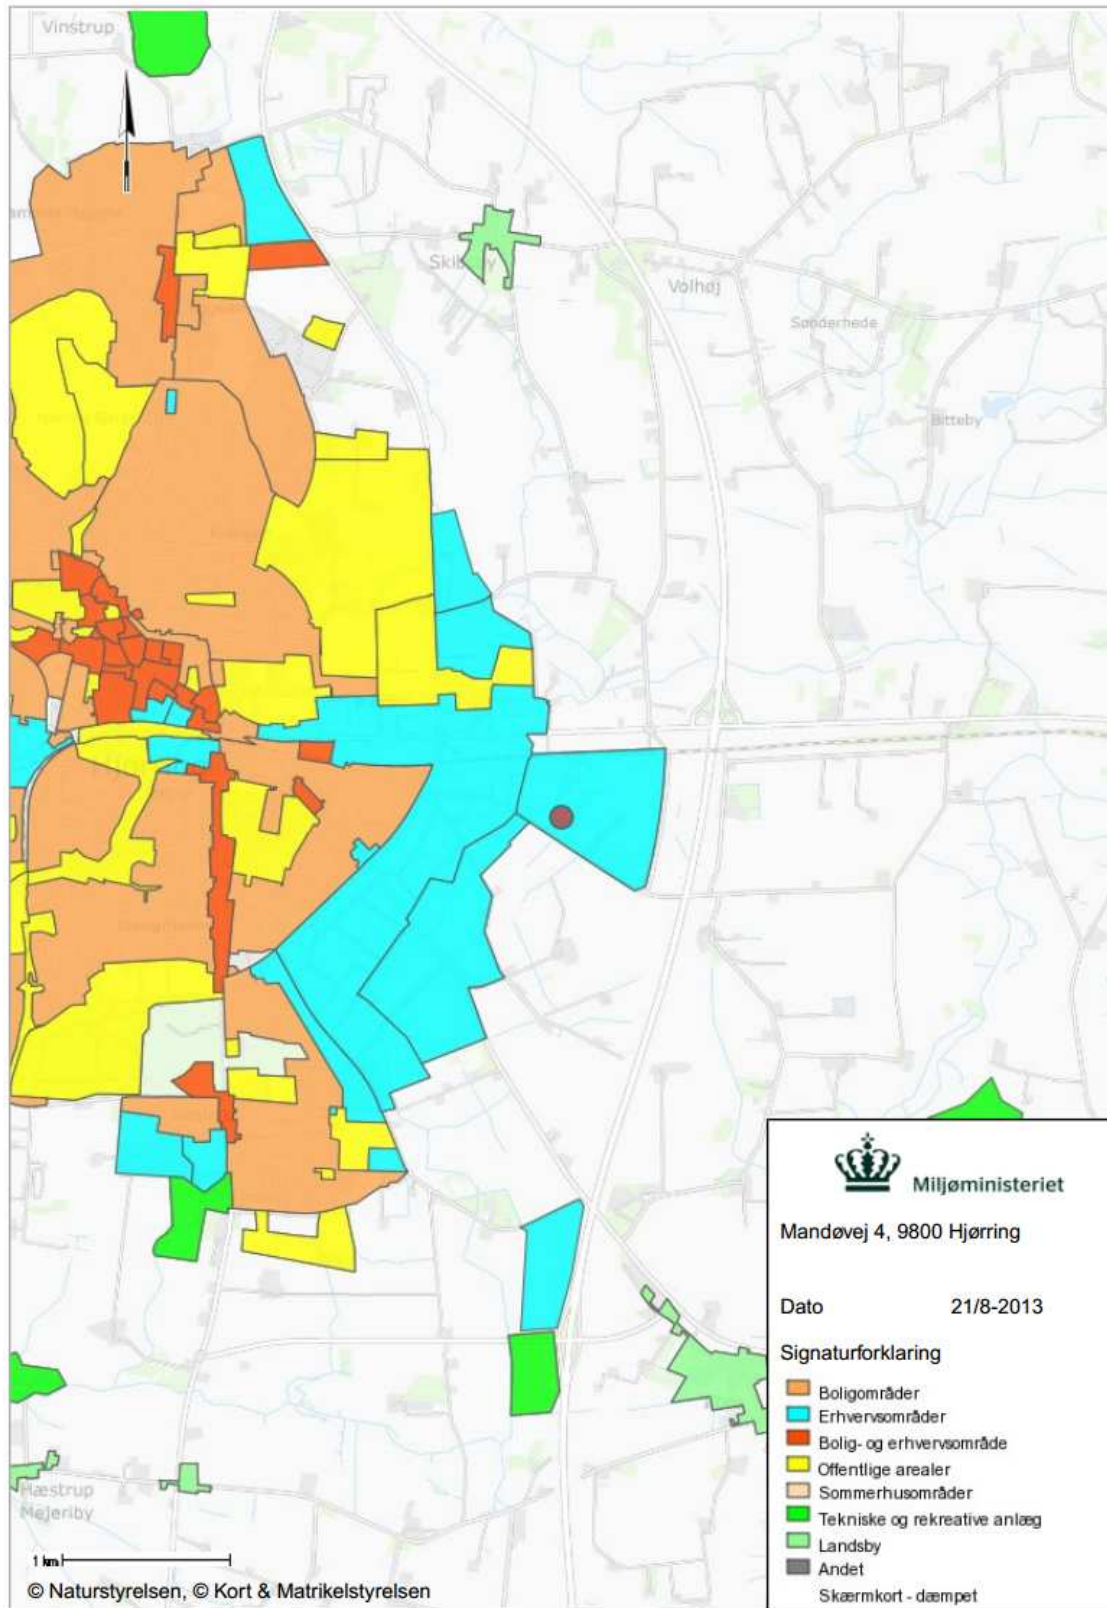 Vinstrup
Volhøj
Sønderhede
Bitteby
Miljøministeriet
Mandøvej 4, 9800 Hjørring
Dato 21/8-2013
Signaturforklaring
Boligområder
Erhvervsområder
Bolig- og erhvervsområde
Offentlige arealer
Sommerhusområder
Tekniske og rekreative anlæg
Landsby
Andet
Skærmkort - dæmpet
Hæstrup
Mejeriby
1 km
© Naturstyrelsen, © Kort & Matrikelstyrelsen